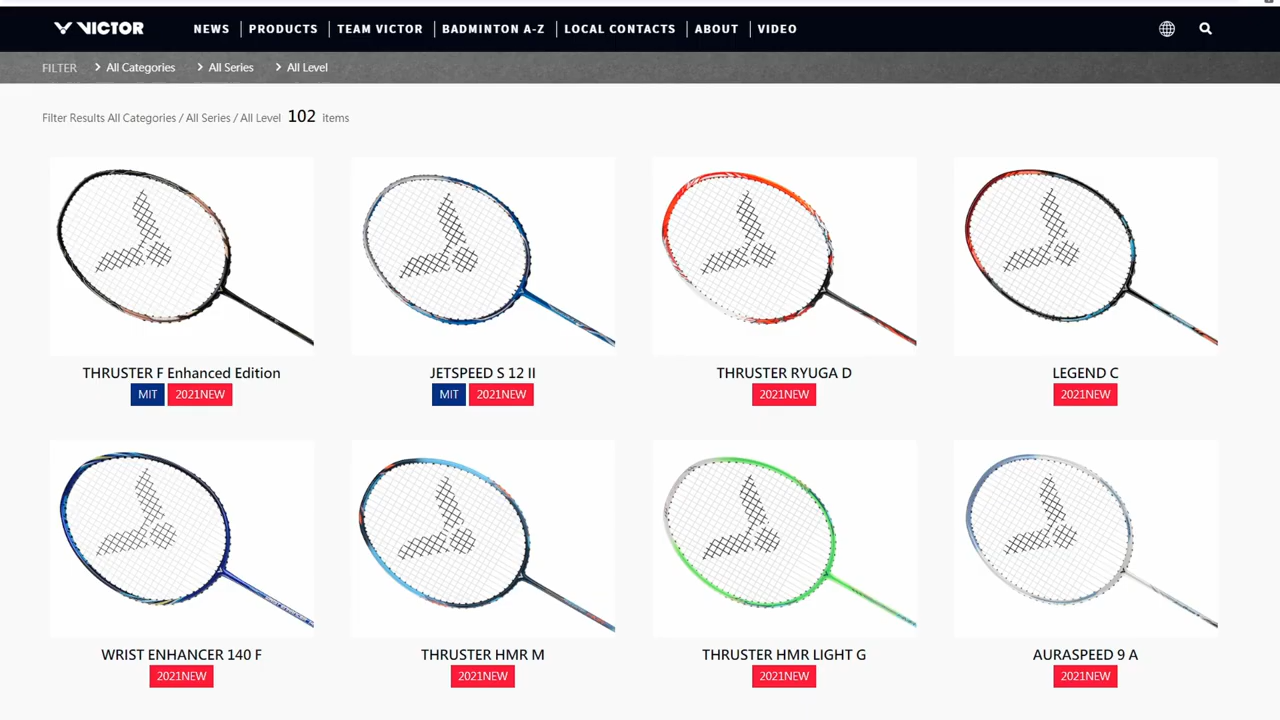 VICTOR NEWS PRODUCTS TEAM VICTOR BADMINTON A-Z LOCAL CONTACTS ABOUT VIDEO
FILTER All Categories All Series All Level
Filter Results All Categories / All Series / All Level 102 items
THRUSTER F Enhanced Edition
MIT 2021NEW
JETSPEED S 12 II
MIT 2021NEW
THRUSTER RYUGA D
2021NEW
LEGEND C
2021NEW
WRIST ENHANCER 140 F
2021NEW
THRUSTER HMR M
2021NEW
THRUSTER HMR LIGHT G
2021NEW
AURASPEED 9 A
2021NEW